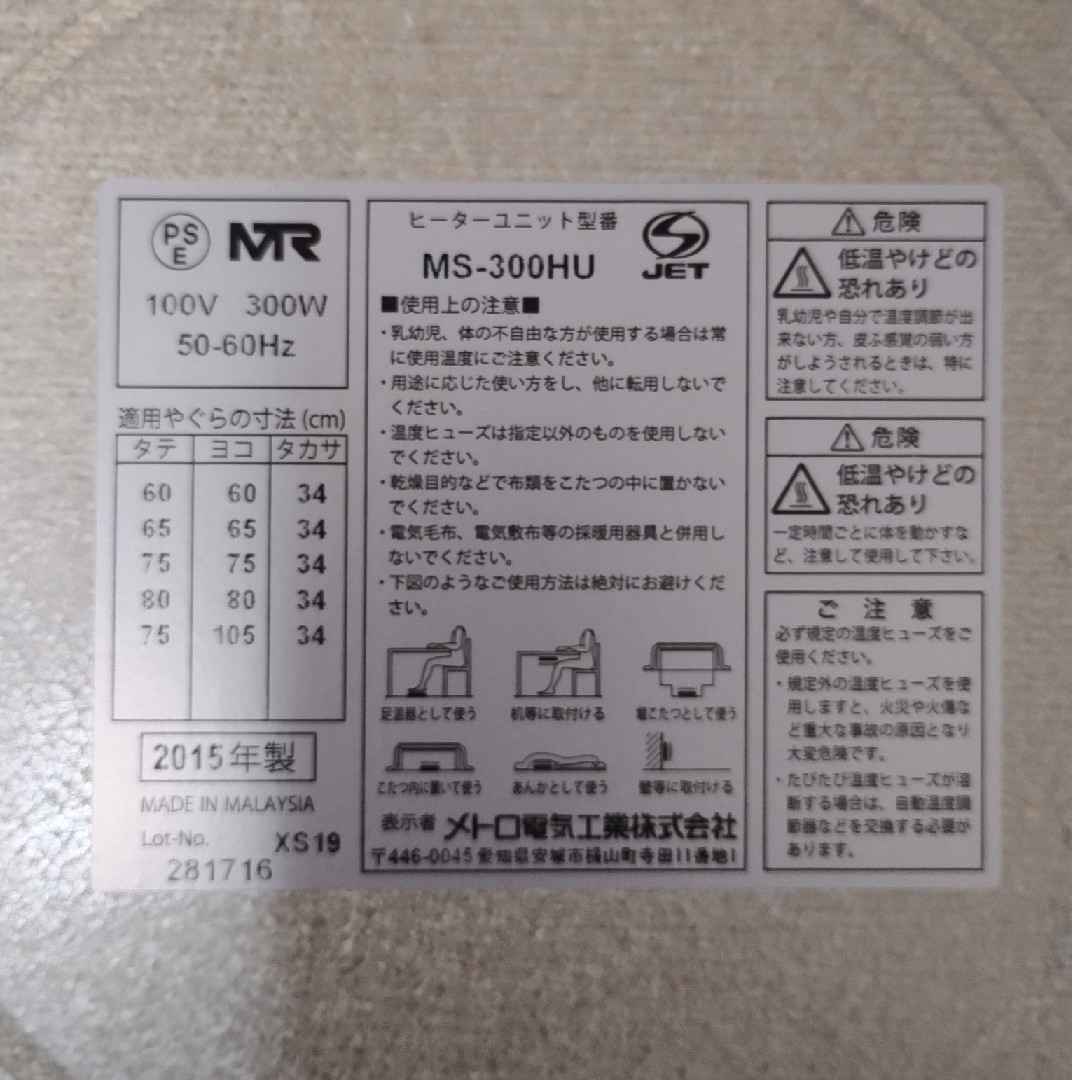 PS
E
MTR
100V 300W
50-60Hz
適用やぐらの寸法(cm)
タテ ヨコ タカサ
60 60 34
65 65 34
75 75 34
80 80 34
75 105 34
2015年製
MADE IN MALAYSIA
Lot-No. XS19
281716
ヒーターユニット型番
MS-300HU
JET
■使用上の注意■
・乳幼児、体の不自由な方が使用する場合は常
に使用温度にご注意ください。
・用途に応じた使い方をし、他に転用しないで
ください。
・温度ヒューズは指定以外のものを使用しない
でください。
・乾燥目的などで布類をこたつの中に置かない
でください。
・電気毛布、電気敷布等の採暖用器具と併用し
ないでください。
・下図のようなご使用方法は絶対にお避けくだ
さい。
足温器として使う 机等に取付ける 堀こたつとして使う
こたつ内に置いて使う あんかとして使う 壁等に取付ける
表示者 メトロ電気工業株式会社
〒446-0045 愛知県安城市横山町寺田11番地1
⚠危険
低温やけどの
恐れあり
乳幼児や自分で温度調節が出
来ない方、皮ふ感覚の弱い方
がしようされるときは、特に
注意してください。
⚠危険
低温やけどの
恐れあり
一定時間ごとに体を動かすな
ど、注意して使用して下さい。
ご注意
必ず規定の温度ヒューズをご
使用ください。
・規定外の温度ヒューズを使
用しますと、火災や火傷な
ど重大な事故の原因となり
大変危険です。
・たびたび温度ヒューズが溶
断する場合は、自動温度調
節器などを交換する必要が
あります。